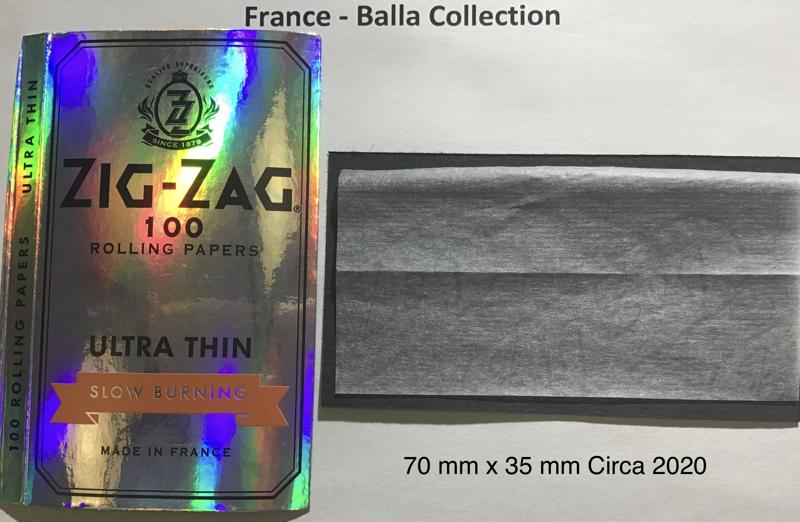 France - Balla Collection
100 ROLLING PAPERS ULTRA THIN
QUALITE SUPERIEURE
ZZ
SINCE 1879
ZIG-ZAG®
100
ROLLING PAPERS
ULTRA THIN
SLOW BURNING
MADE IN FRANCE
70 mm x 35 mm Circa 2020